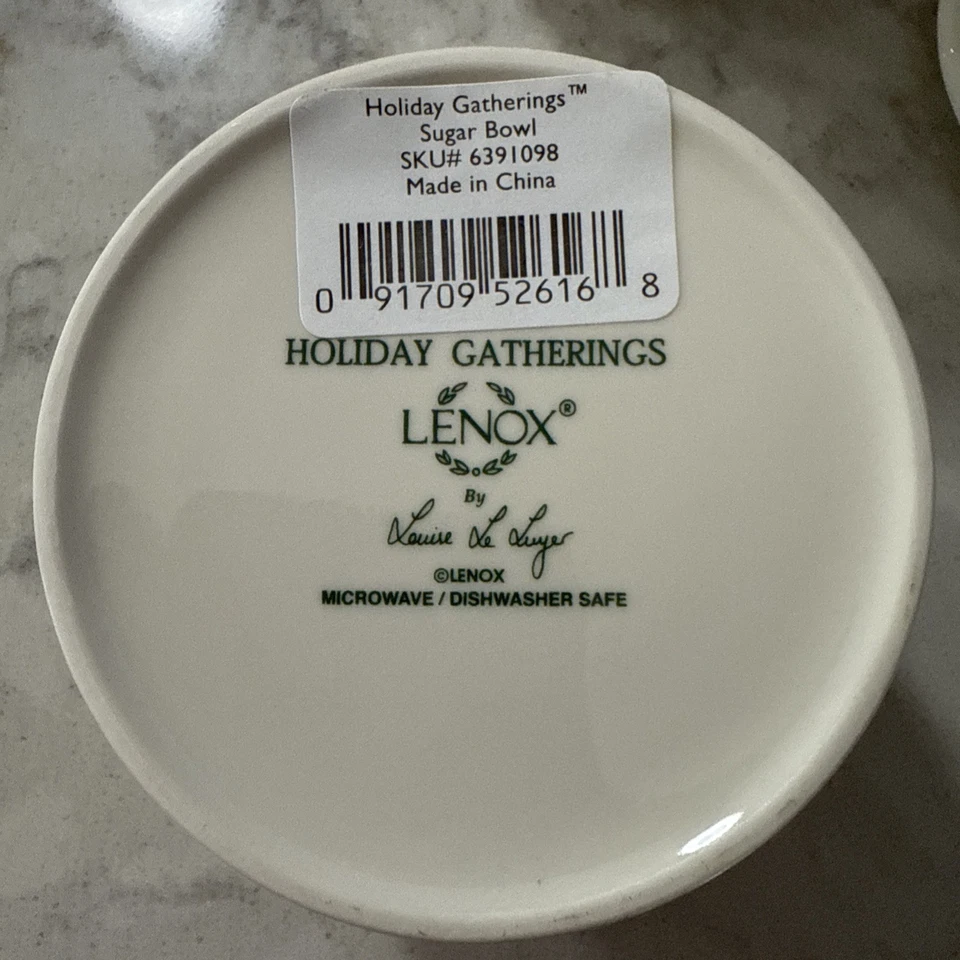 Holiday Gatherings™
Sugar Bowl
SKU# 6391098
Made in China
0 91709 52616 8
HOLIDAY GATHERINGS
LENOX®
By
Louise Le Luyer
©LENOX
MICROWAVE / DISHWASHER SAFE